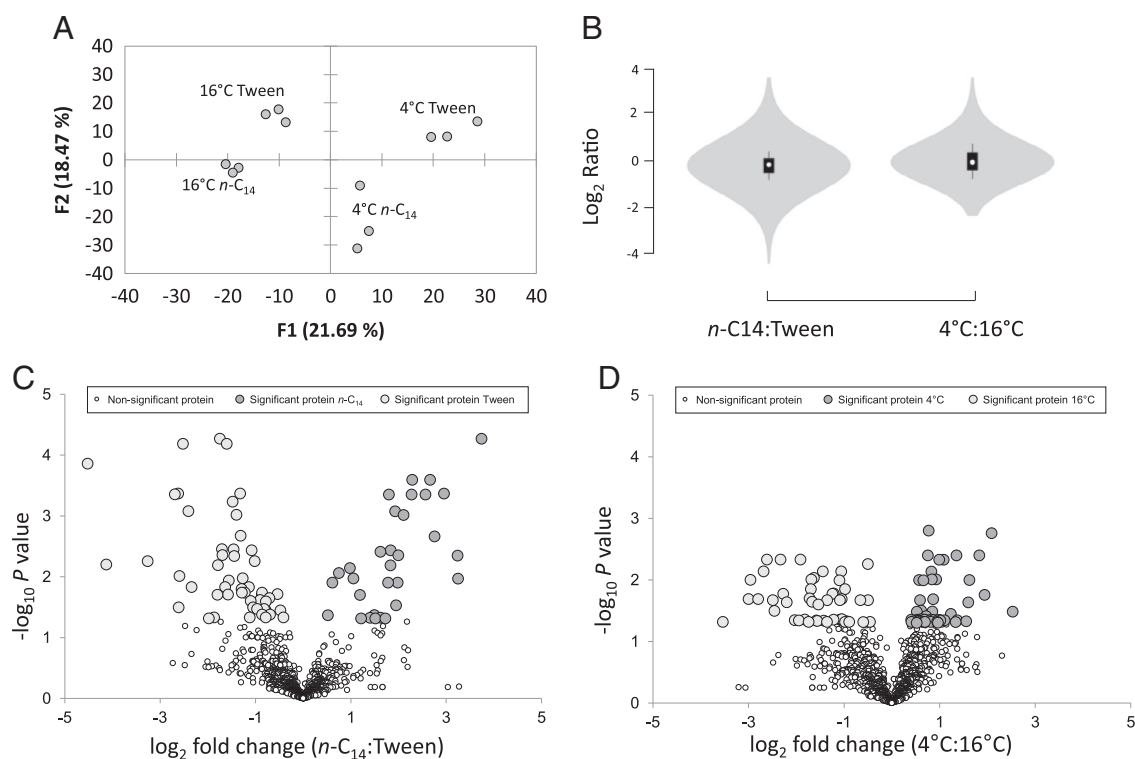 A
40
30
20
10
0
-10
-20
-30
-40
-40 -30 -20 -10 0 10 20 30 40
F2 (18.47 %)
F1 (21.69 %)
16°C Tween
4°C Tween
16°C n-C14
4°C n-C14
B
4
2
0
-2
-4
Log2 Ratio
n-C14:Tween 4°C:16°C
C
Non-significant protein Significant protein n-C14 Significant protein Tween
5
4
3
2
1
0
-5 -3 -1 1 3 5
-log10 P value
log2 fold change (n-C14:Tween)
D
Non-significant protein Significant protein 4°C Significant protein 16°C
5
4
3
2
1
0
-5 -3 -1 1 3 5
-log10 P value
log2 fold change (4°C:16°C)